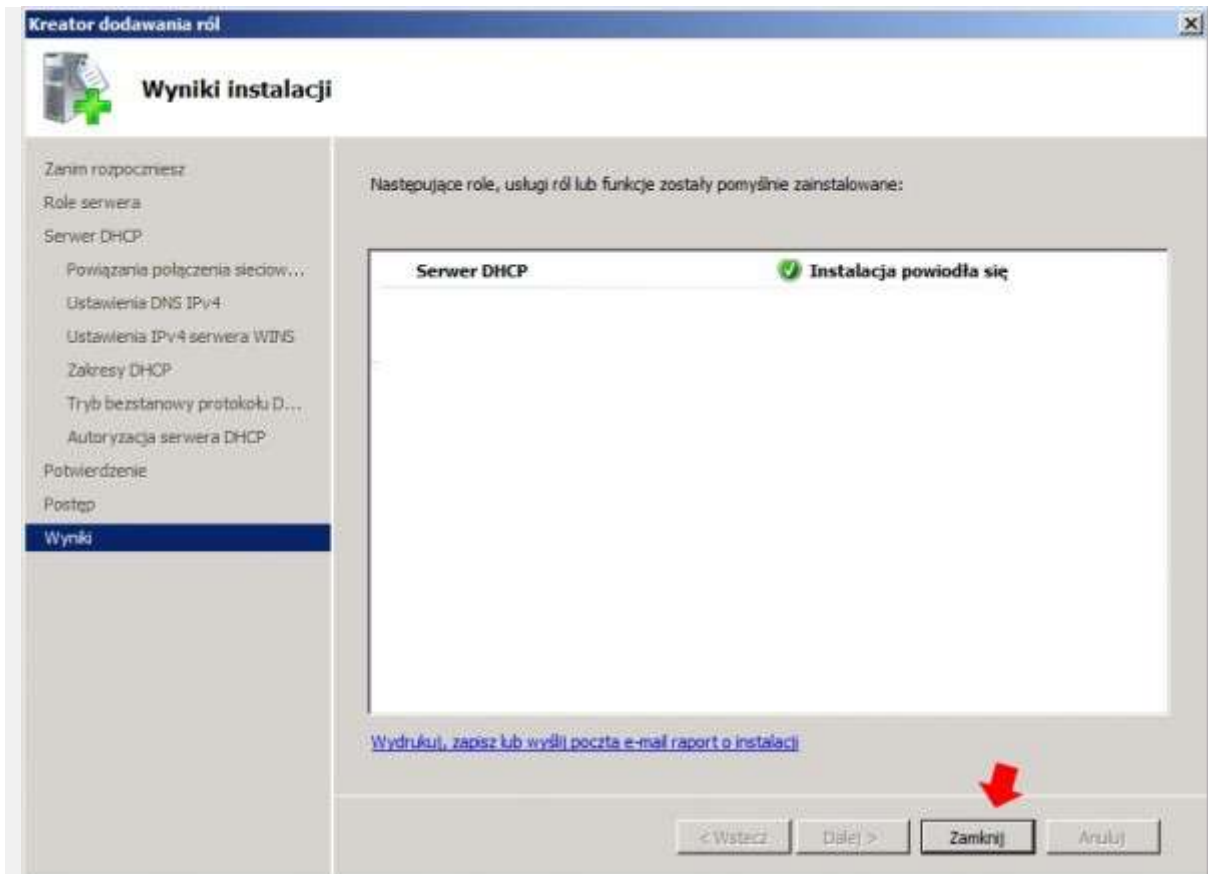 Kreator dodawania ról
Wyniki instalacji
Zanim rozpoczniesz
Role serwera
Serwer DHCP
Powiązania połączenia sieciow...
Ustawienia DNS IPv4
Ustawienia IPv4 serwera WINS
Zakresy DHCP
Tryb bezstanowy protokołu D...
Autoryzacja serwera DHCP
Potwierdzenie
Postęp
Wyniki
Następujące role, usługi ról lub funkcje zostały pomyślnie zainstalowane:
Serwer DHCP Instalacja powiodła się
Wydrukuj, zapisz lub wyślij poczta e-mail raport o instalacji
< Wstecz Dalej > Zamknij Anuluj